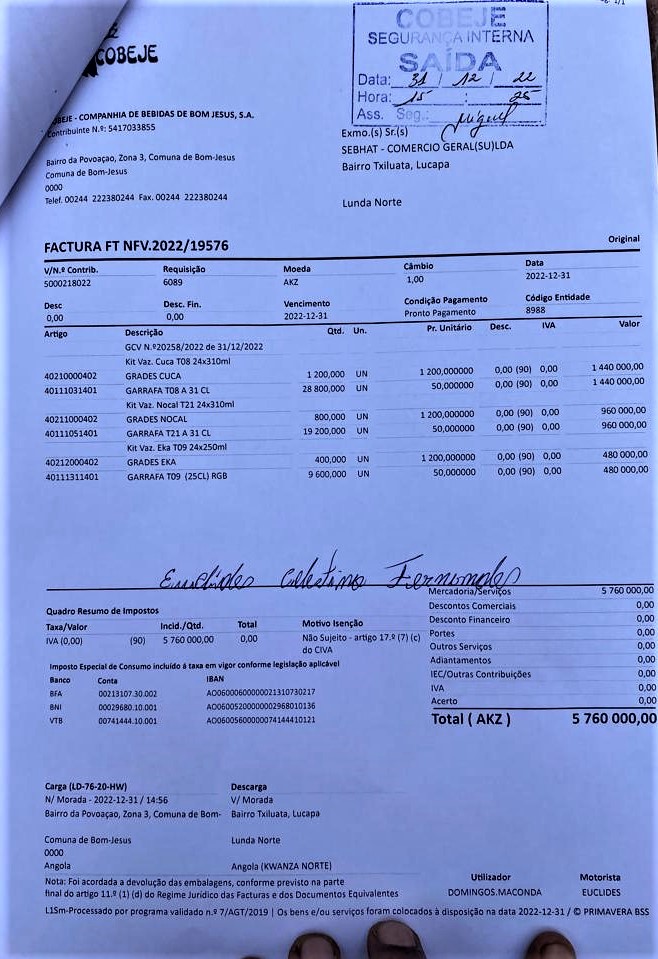 Pg. 1/1
COBEJE
COBEJE
SEGURANÇA INTERNA
SAÍDA
Data: 31 / 12 / 22
Hora: 15 : 25
Ass. Seg.: Miguel
COBEJE - COMPANHIA DE BEBIDAS DE BOM JESUS, S.A.
Contribuinte N.º: 5417033855
Exmo.(s) Sr.(s)
SEBHAT - COMERCIO GERAL(SU)LDA
Bairro Txiluata, Lucapa
Lunda Norte
Bairro da Povoaçao, Zona 3, Comuna de Bom-Jesus
Comuna de Bom-Jesus
0000
Telef. 00244 222380244 Fax. 00244 222380244
FACTURA FT NFV.2022/19576 Original
V/N.º Contrib. Requisição Moeda Câmbio Data
5000218022 6089 AKZ 1,00 2022-12-31
Desc Desc. Fin. Vencimento Condição Pagamento Código Entidade
0,00 0,00 2022-12-31 Pronto Pagamento 8988
Artigo Descrição Qtd. Un. Pr. Unitário Desc. IVA Valor
GCV N.º20258/2022 de 31/12/2022
Kit Vaz. Cuca T08 24x310ml
40210000402 GRADES CUCA 1 200,000 UN 1 200,000000 0,00 (90) 0,00 1 440 000,00
40111031401 GARRAFA T08 A 31 CL 28 800,000 UN 50,000000 0,00 (90) 0,00 1 440 000,00
Kit Vaz. Nocal T21 24x310ml
40211000402 GRADES NOCAL 800,000 UN 1 200,000000 0,00 (90) 0,00 960 000,00
40111051401 GARRAFA T21 A 31 CL 19 200,000 UN 50,000000 0,00 (90) 0,00 960 000,00
Kit Vaz. Eka T09 24x250ml
40212000402 GRADES EKA 400,000 UN 1 200,000000 0,00 (90) 0,00 480 000,00
40111311401 GARRAFA T09 (25CL) RGB 9 600,000 UN 50,000000 0,00 (90) 0,00 480 000,00
Euclides Celestino Fernandes
Quadro Resumo de Impostos
Taxa/Valor Incid./Qtd. Total Motivo Isenção
IVA (0,00) (90) 5 760 000,00 0,00 Não Sujeito - artigo 17.º (7) (c)
do CIVA
Imposto Especial de Consumo incluído á taxa em vigor conforme legislação aplicável
Banco Conta IBAN
BFA 00213107.30.002 AO06000600000021310730217
BNI 00029680.10.001 AO06005200000002968010136
VTB 00741444.10.001 AO06005600000074144410121
Mercadoria/Serviços 5 760 000,00
Descontos Comerciais 0,00
Desconto Financeiro 0,00
Portes 0,00
Outros Serviços 0,00
Adiantamentos 0,00
IEC/Outras Contribuições 0,00
IVA 0,00
Acerto 0,00
Total ( AKZ ) 5 760 000,00
Carga (LD-76-20-HW) Descarga
N/ Morada - 2022-12-31 / 14:56 V/ Morada
Bairro da Povoaçao, Zona 3, Comuna de Bom- Bairro Txiluata, Lucapa
Comuna de Bom-Jesus Lunda Norte
0000
Angola Angola (KWANZA NORTE)
Nota: Foi acordada a devolução das embalagens, conforme previsto na parte
final do artigo 11.º (1) (d) do Regime Jurídico das Facturas e dos Documentos Equivalentes
Utilizador Motorista
DOMINGOS.MACONDA EUCLIDES
L1Sm-Processado por programa validado n.º 7/AGT/2019 | Os bens e/ou serviços foram colocados à disposição na data 2022-12-31 / © PRIMAVERA BSS